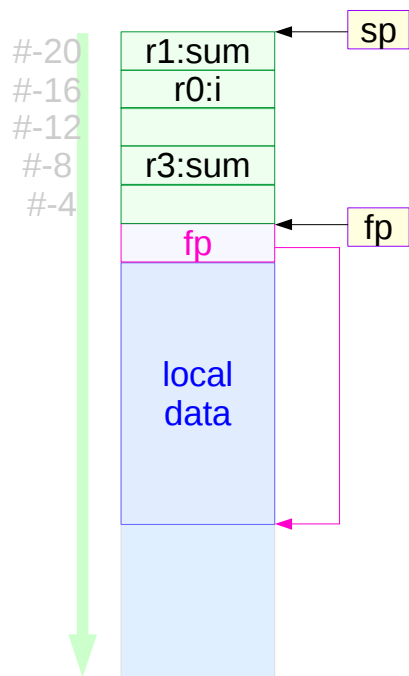 sp
#-20 r1:sum
#-16 r0:i
#-12
#-8 r3:sum
#-4
fp
fp
local
data